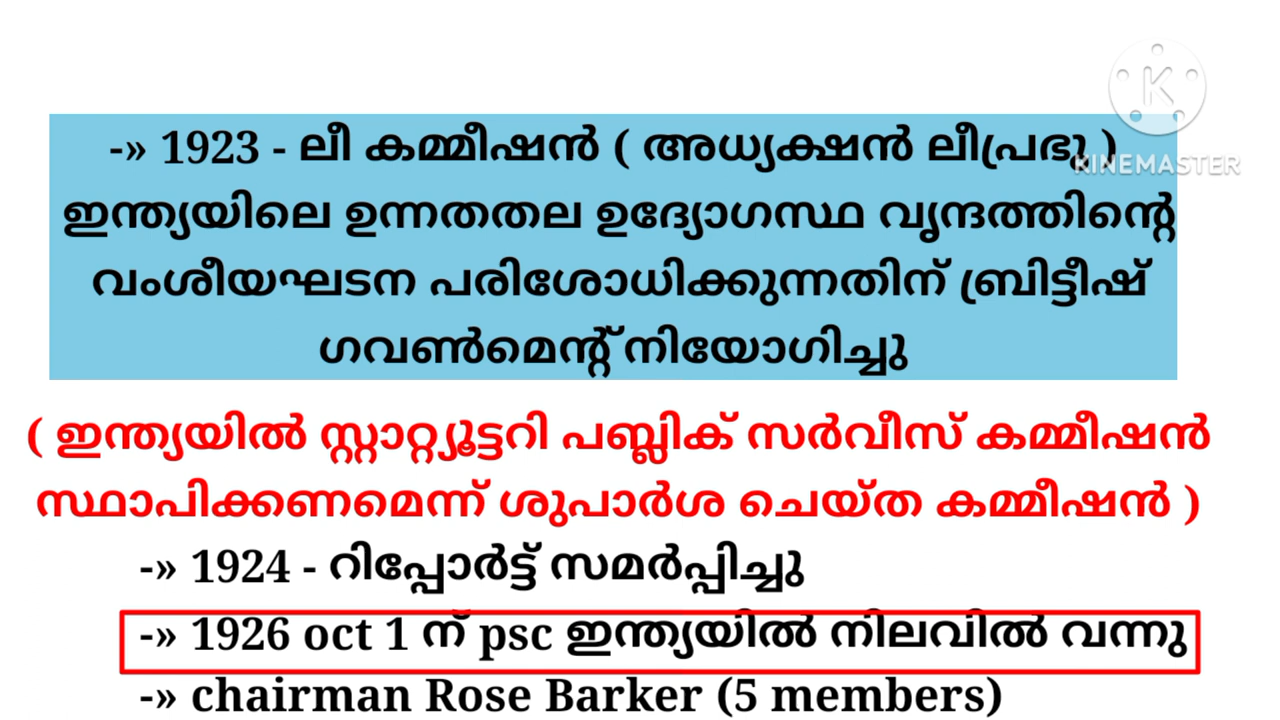 -» 1923 - ലീ കമ്മീഷൻ ( അധ്യക്ഷൻ ലീപ്രഭു )
KINEMASTER
ഇന്ത്യയിലെ ഉന്നതതല ഉദ്യോഗസ്ഥ വൃന്ദത്തിന്റെ
വംശീയഘടന പരിശോധിക്കുന്നതിന് ബ്രിട്ടീഷ്
ഗവൺമെന്റ് നിയോഗിച്ചു
( ഇന്ത്യയിൽ സ്റ്റാറ്റ്യൂട്ടറി പബ്ലിക് സർവീസ് കമ്മീഷൻ
സ്ഥാപിക്കണമെന്ന് ശുപാർശ ചെയ്ത കമ്മീഷൻ )
-» 1924 - റിപ്പോർട്ട് സമർപ്പിച്ചു
-» 1926 oct 1 ന് psc ഇന്ത്യയിൽ നിലവിൽ വന്നു
-» chairman Rose Barker (5 members)